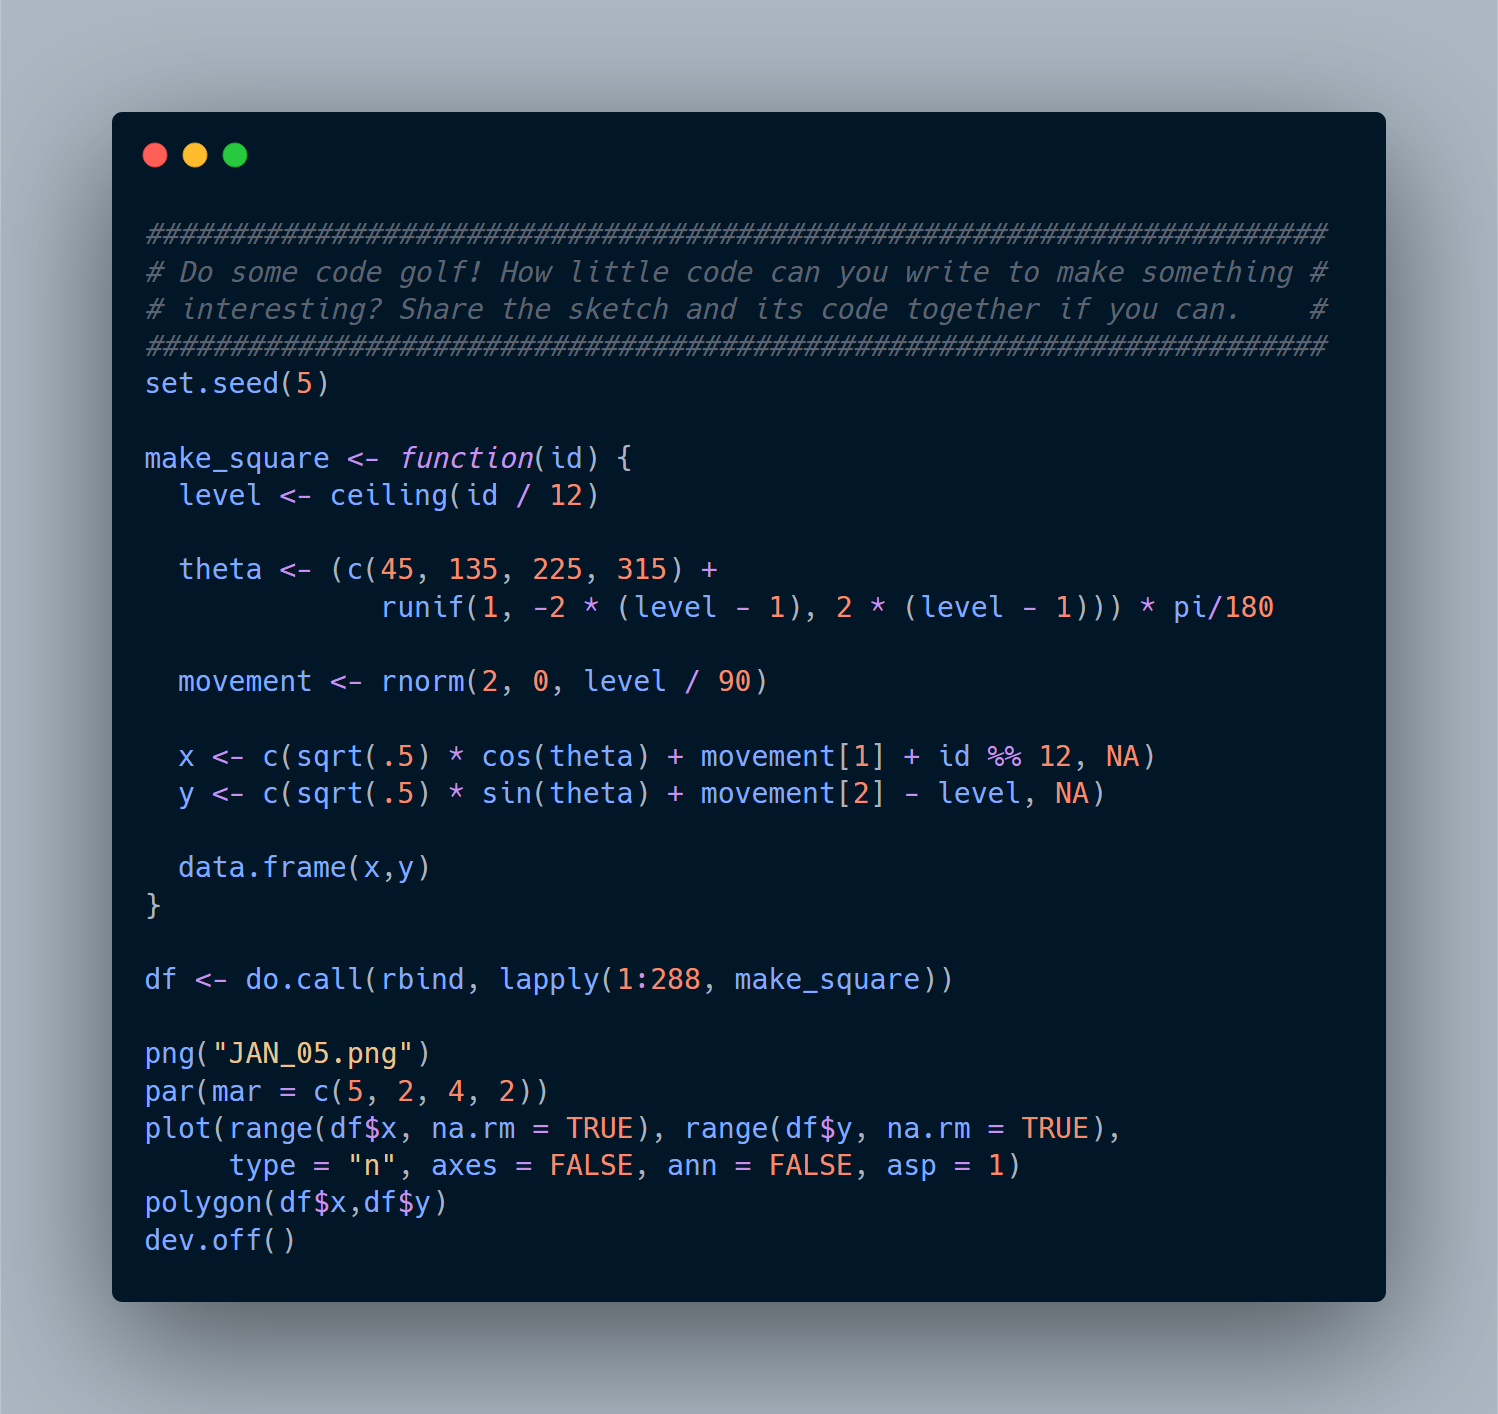 ######################################################################
# Do some code golf! How little code can you write to make something #
# interesting? Share the sketch and its code together if you can.    #
######################################################################
set.seed(5)

make_square <- function(id) {
  level <- ceiling(id / 12)

  theta <- (c(45, 135, 225, 315) +
              runif(1, -2 * (level - 1), 2 * (level - 1))) * pi/180

  movement <- rnorm(2, 0, level / 90)

  x <- c(sqrt(.5) * cos(theta) + movement[1] + id %% 12, NA)
  y <- c(sqrt(.5) * sin(theta) + movement[2] - level, NA)

  data.frame(x,y)
}

df <- do.call(rbind, lapply(1:288, make_square))

png("JAN_05.png")
par(mar = c(5, 2, 4, 2))
plot(range(df$x, na.rm = TRUE), range(df$y, na.rm = TRUE),
     type = "n", axes = FALSE, ann = FALSE, asp = 1)
polygon(df$x,df$y)
dev.off()